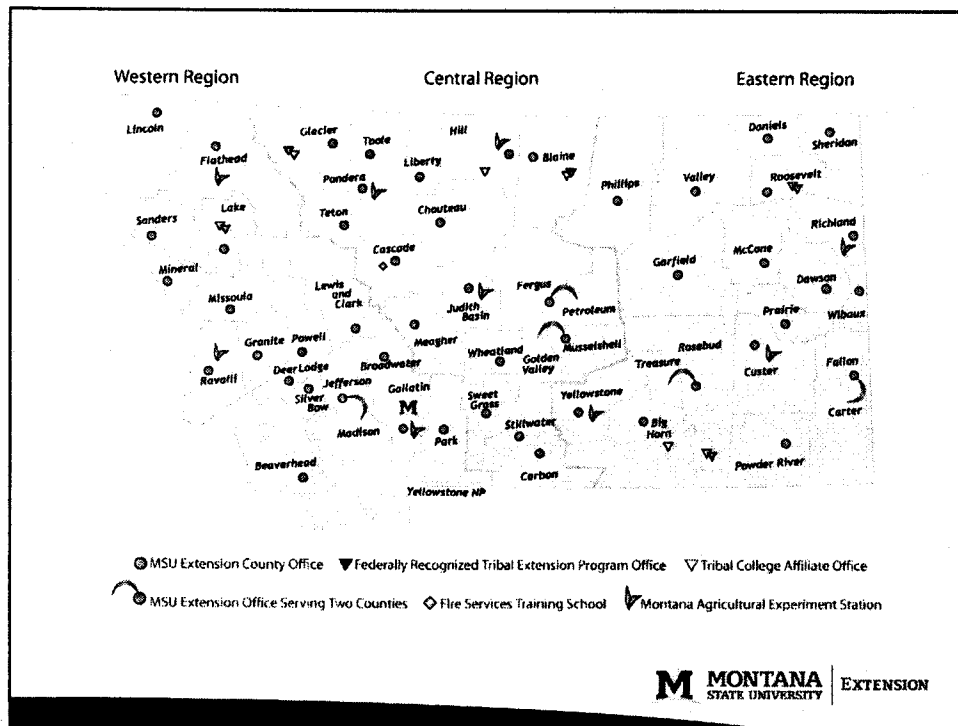 Western Region Central Region Eastern Region
Lincoln
Flathead
Glacier
Toole
Hill
Blaine
Daniels
Sheridan
Liberty
Pondera
Phillips
Valley
Roosevelt
Sanders
Lake
Teton
Chouteau
Richland
Mineral
Cascade
Garfield
McCone
Dawson
Missoula
Lewis
and
Clark
Judith
Basin
Fergus
Petroleum
Prairie
Wibaux
Granite
Powell
Meagher
Wheatland
Golden
Valley
Musselshell
Rosebud
Ravalli
Deer Lodge
Broadwater
Treasure
Custer
Fallon
Silver
Bow
Jefferson
Gallatin
M
Sweet
Grass
Yellowstone
Carter
Madison
Park
Stillwater
Big
Horn
Beaverhead
Carbon
Powder River
Yellowstone NP
MSU Extension County Office Federally Recognized Tribal Extension Program Office Tribal College Affiliate Office
MSU Extension Office Serving Two Counties Fire Services Training School Montana Agricultural Experiment Station
M MONTANA STATE UNIVERSITY EXTENSION